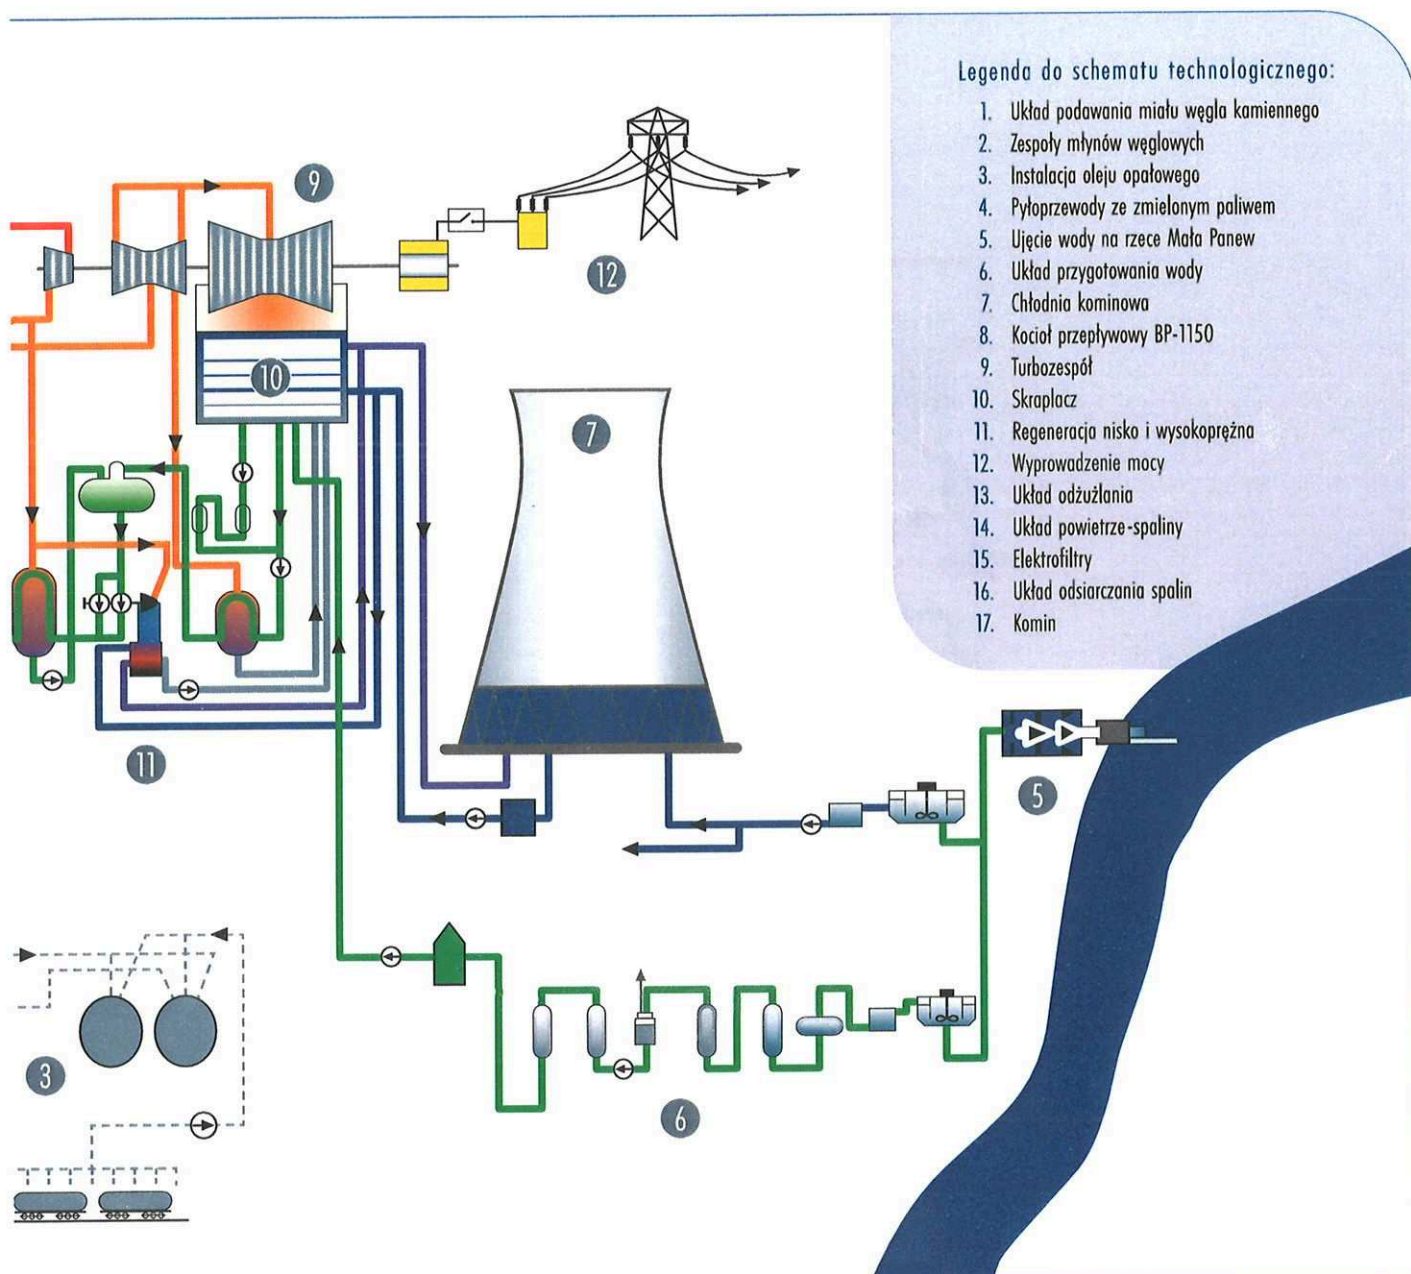 Legenda do schematu technologicznego:
1. Układ podawania miału węgla kamiennego
2. Zespoły młynów węglowych
3. Instalacja oleju opałowego
4. Pyłoprzewody ze zmielonym paliwem
5. Ujęcie wody na rzece Mała Panew
6. Układ przygotowania wody
7. Chłodnia kominowa
8. Kocioł przepływowy BP-1150
9. Turbozespół
10. Skraplacz
11. Regeneracja nisko i wysokoprężna
12. Wyprowadzenie mocy
13. Układ odżużlania
14. Układ powietrze-spaliny
15. Elektrofiltry
16. Układ odsiarczania spalin
17. Komin
9
12
10
7
11
5
3
6